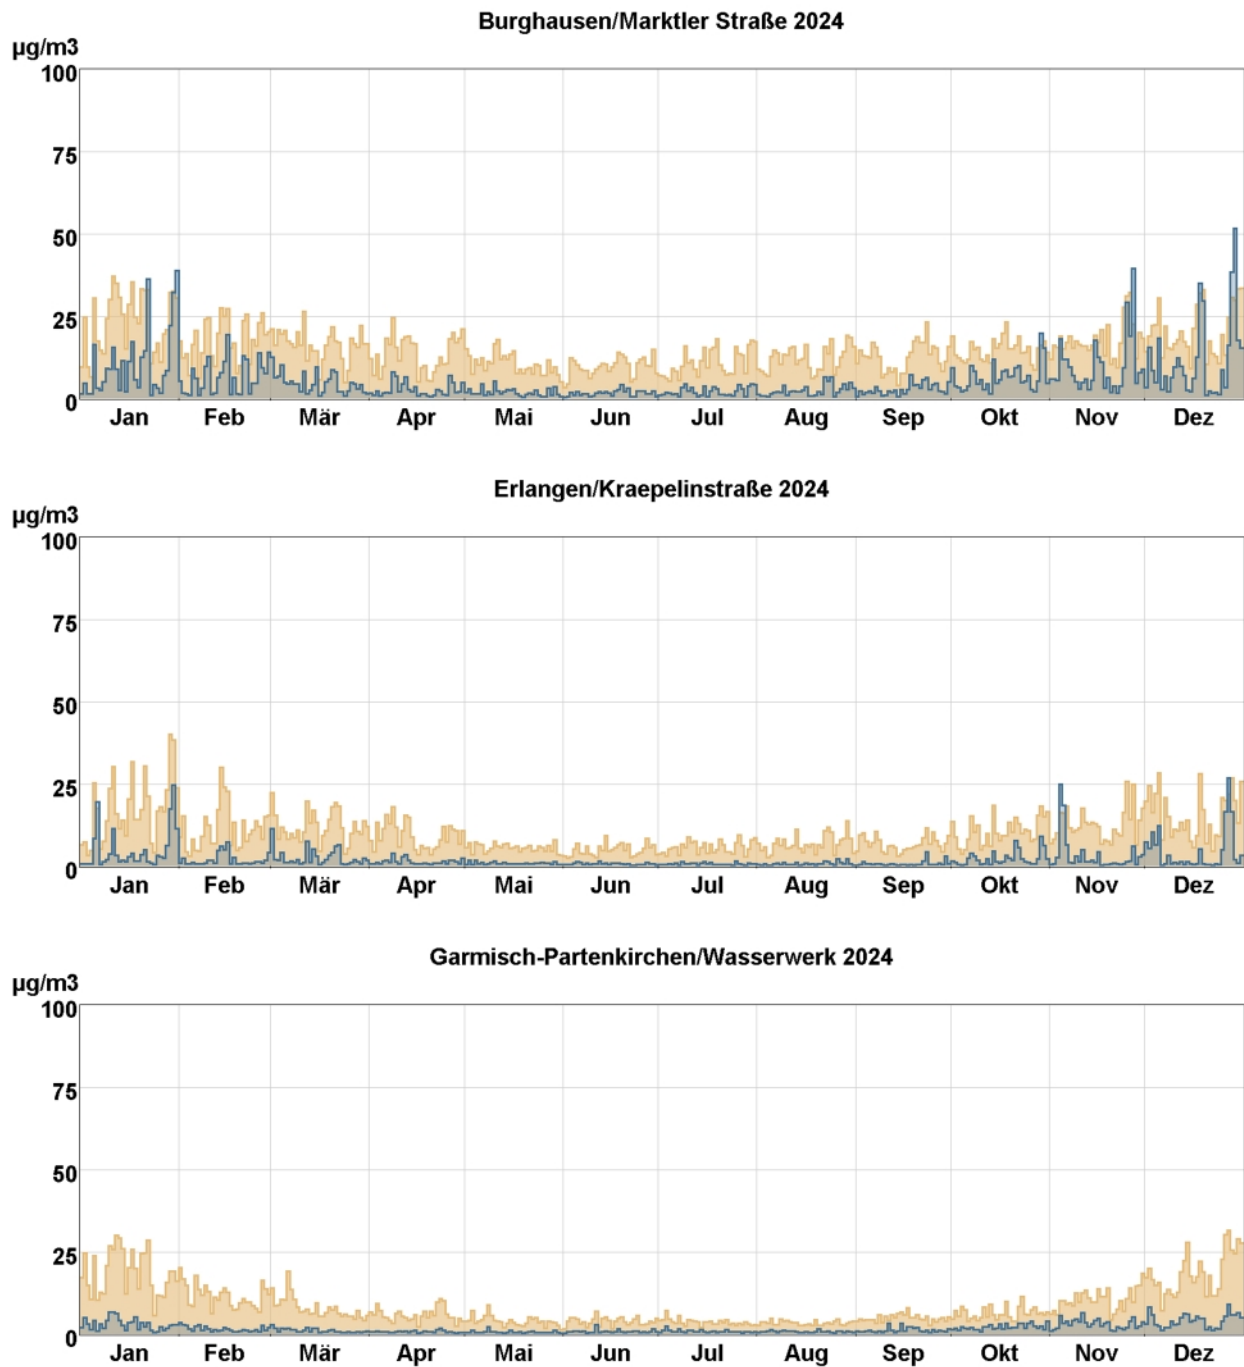 Burghausen/Marktler Straße 2024
µg/m3
100
75
50
25
0
Jan Feb Mär Apr Mai Jun Jul Aug Sep Okt Nov Dez
Erlangen/Kraepelinstraße 2024
µg/m3
100
75
50
25
0
Jan Feb Mär Apr Mai Jun Jul Aug Sep Okt Nov Dez
Garmisch-Partenkirchen/Wasserwerk 2024
µg/m3
100
75
50
25
0
Jan Feb Mär Apr Mai Jun Jul Aug Sep Okt Nov Dez